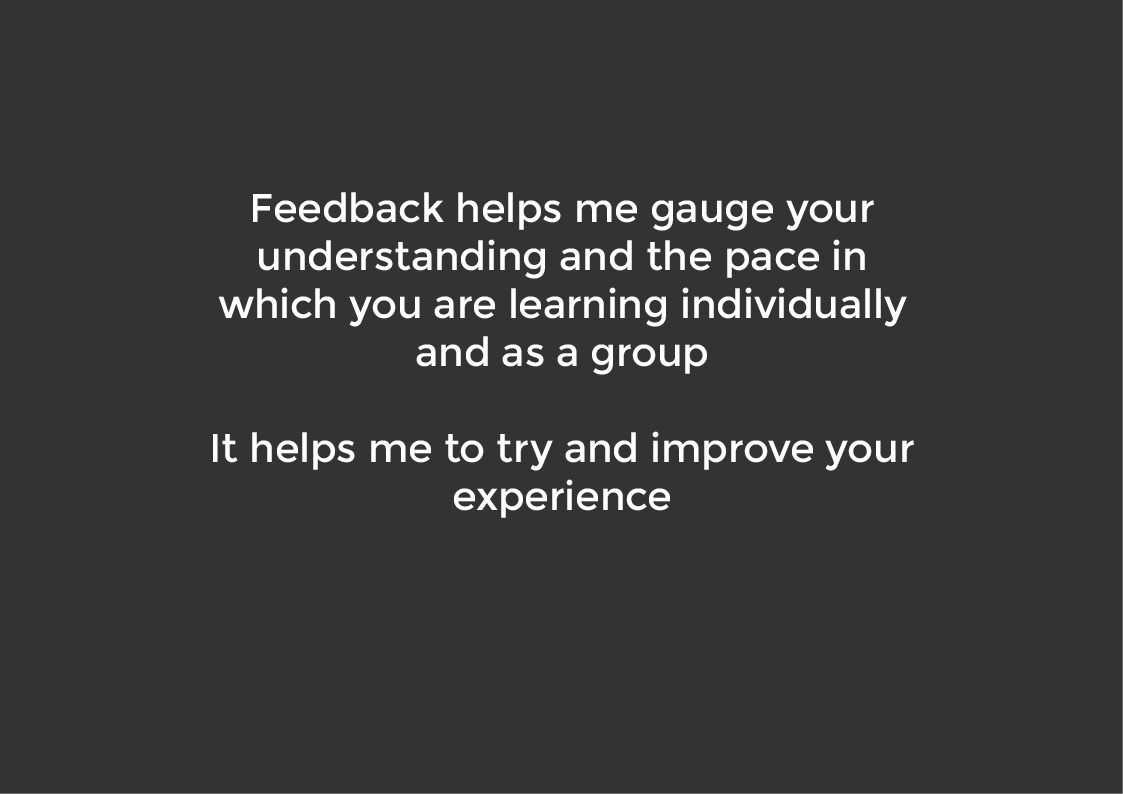 Feedback helps me gauge your
understanding and the pace in
which you are learning individually
and as a group
It helps me to try and improve your
experience